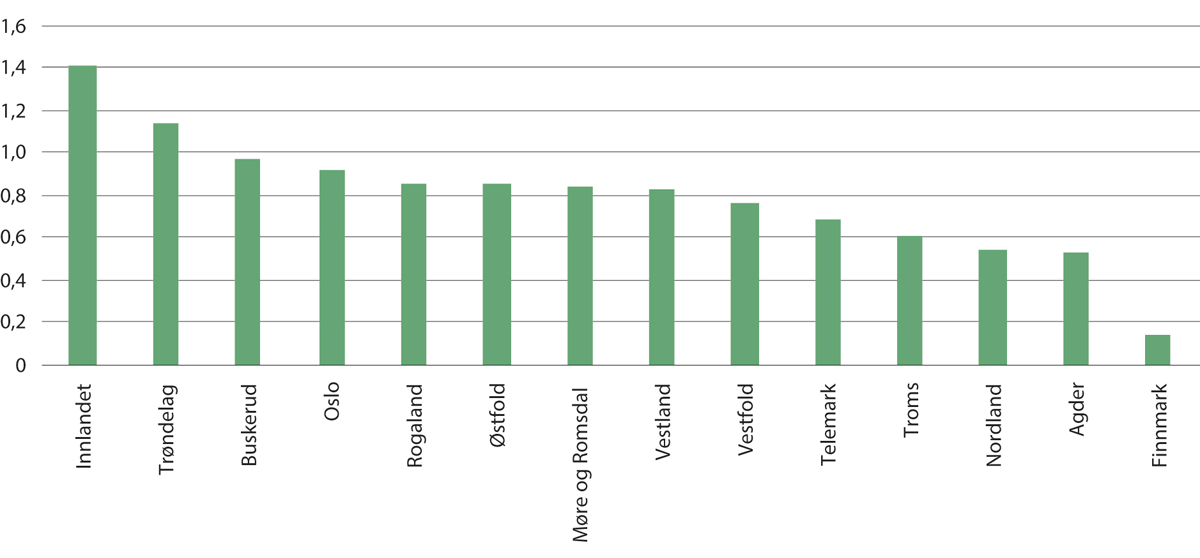 1,6
1,4
1,2
1,0
0,8
0,6
0,4
0,2
0
Innlandet
Trøndelag
Buskerud
Oslo
Rogaland
Østfold
Møre og Romsdal
Vestland
Vestfold
Telemark
Troms
Nordland
Agder
Finnmark